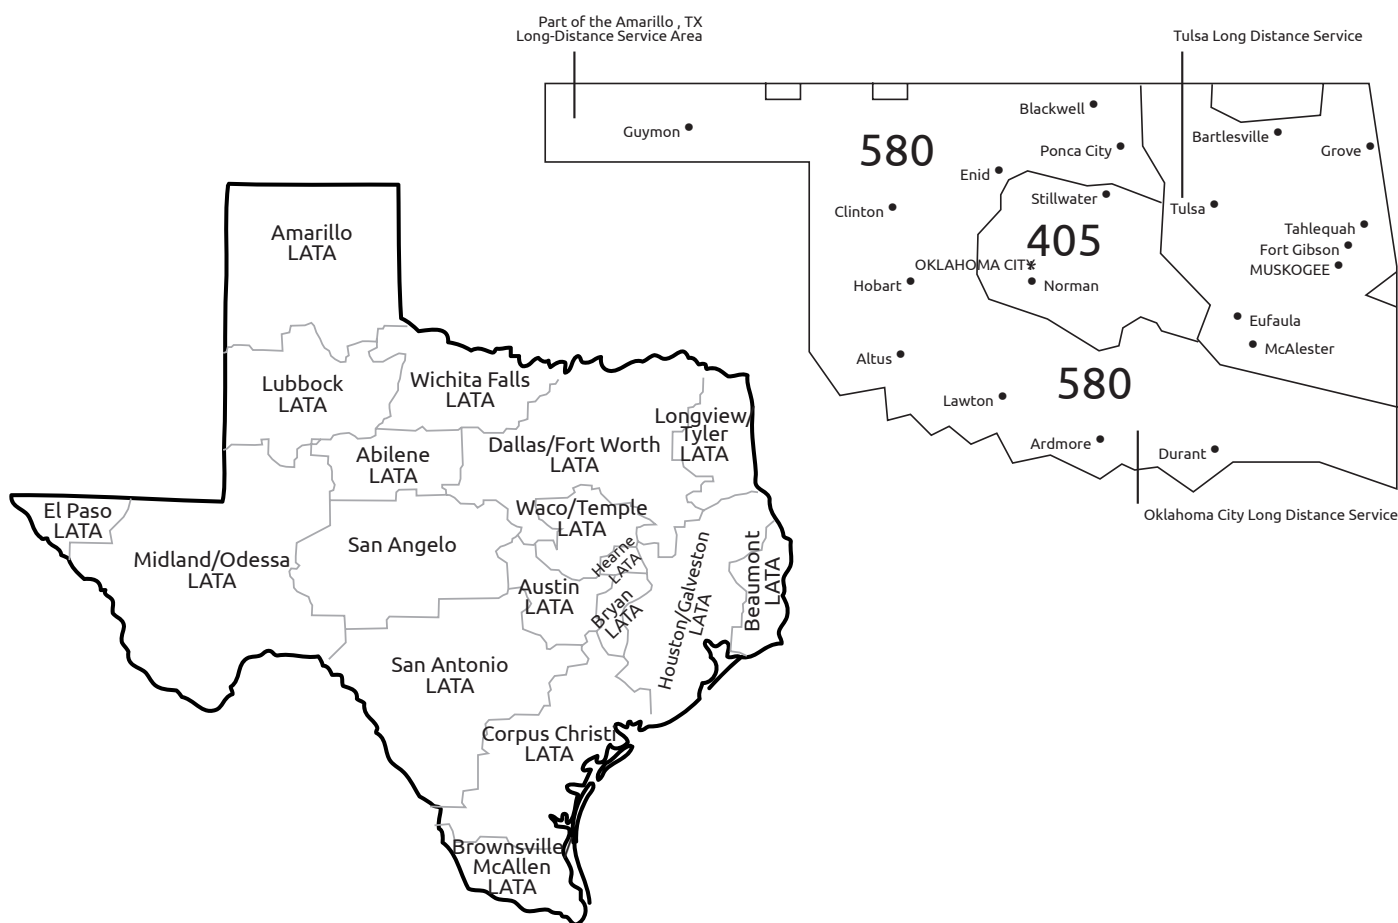 Part of the Amarillo , TX
Long-Distance Service Area
Tulsa Long Distance Service
Guymon
580
Blackwell
Ponca City
Bartlesville
Grove
Enid
Stillwater
Tulsa
Clinton
405
Tahlequah
Fort Gibson
MUSKOGEE
OKLAHOMA CITY
Hobart
Norman
Eufaula
McAlester
Altus
580
Lawton
Ardmore
Durant
Oklahoma City Long Distance Service
Amarillo
LATA
Lubbock
LATA
Wichita Falls
LATA
Abilene
LATA
Dallas/Fort Worth
LATA
Longview/
Tyler
LATA
El Paso
LATA
Midland/Odessa
LATA
San Angelo
Waco/Temple
LATA
Hearne
LATA
Austin
LATA
Bryan
LATA
Houston/Galveston
LATA
Beaumont
LATA
San Antonio
LATA
Corpus Christi
LATA
Brownsville
McAllen
LATA